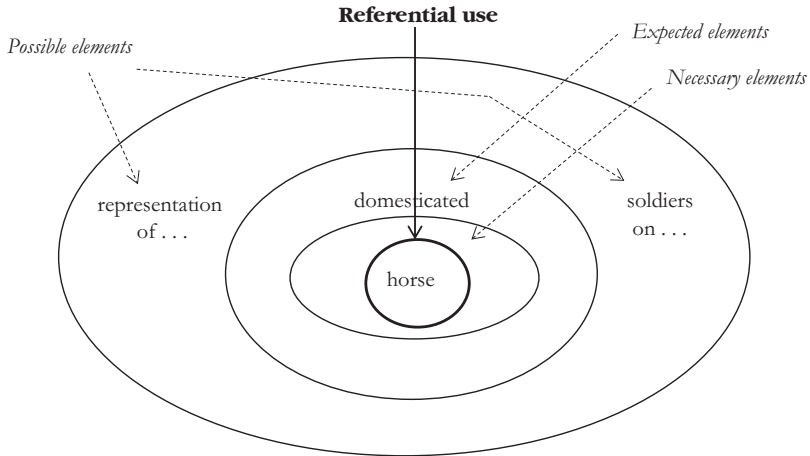 Referential use
Possible elements
Expected elements
Necessary elements
representation
of . . .
domesticated
soldiers
on . . .
horse